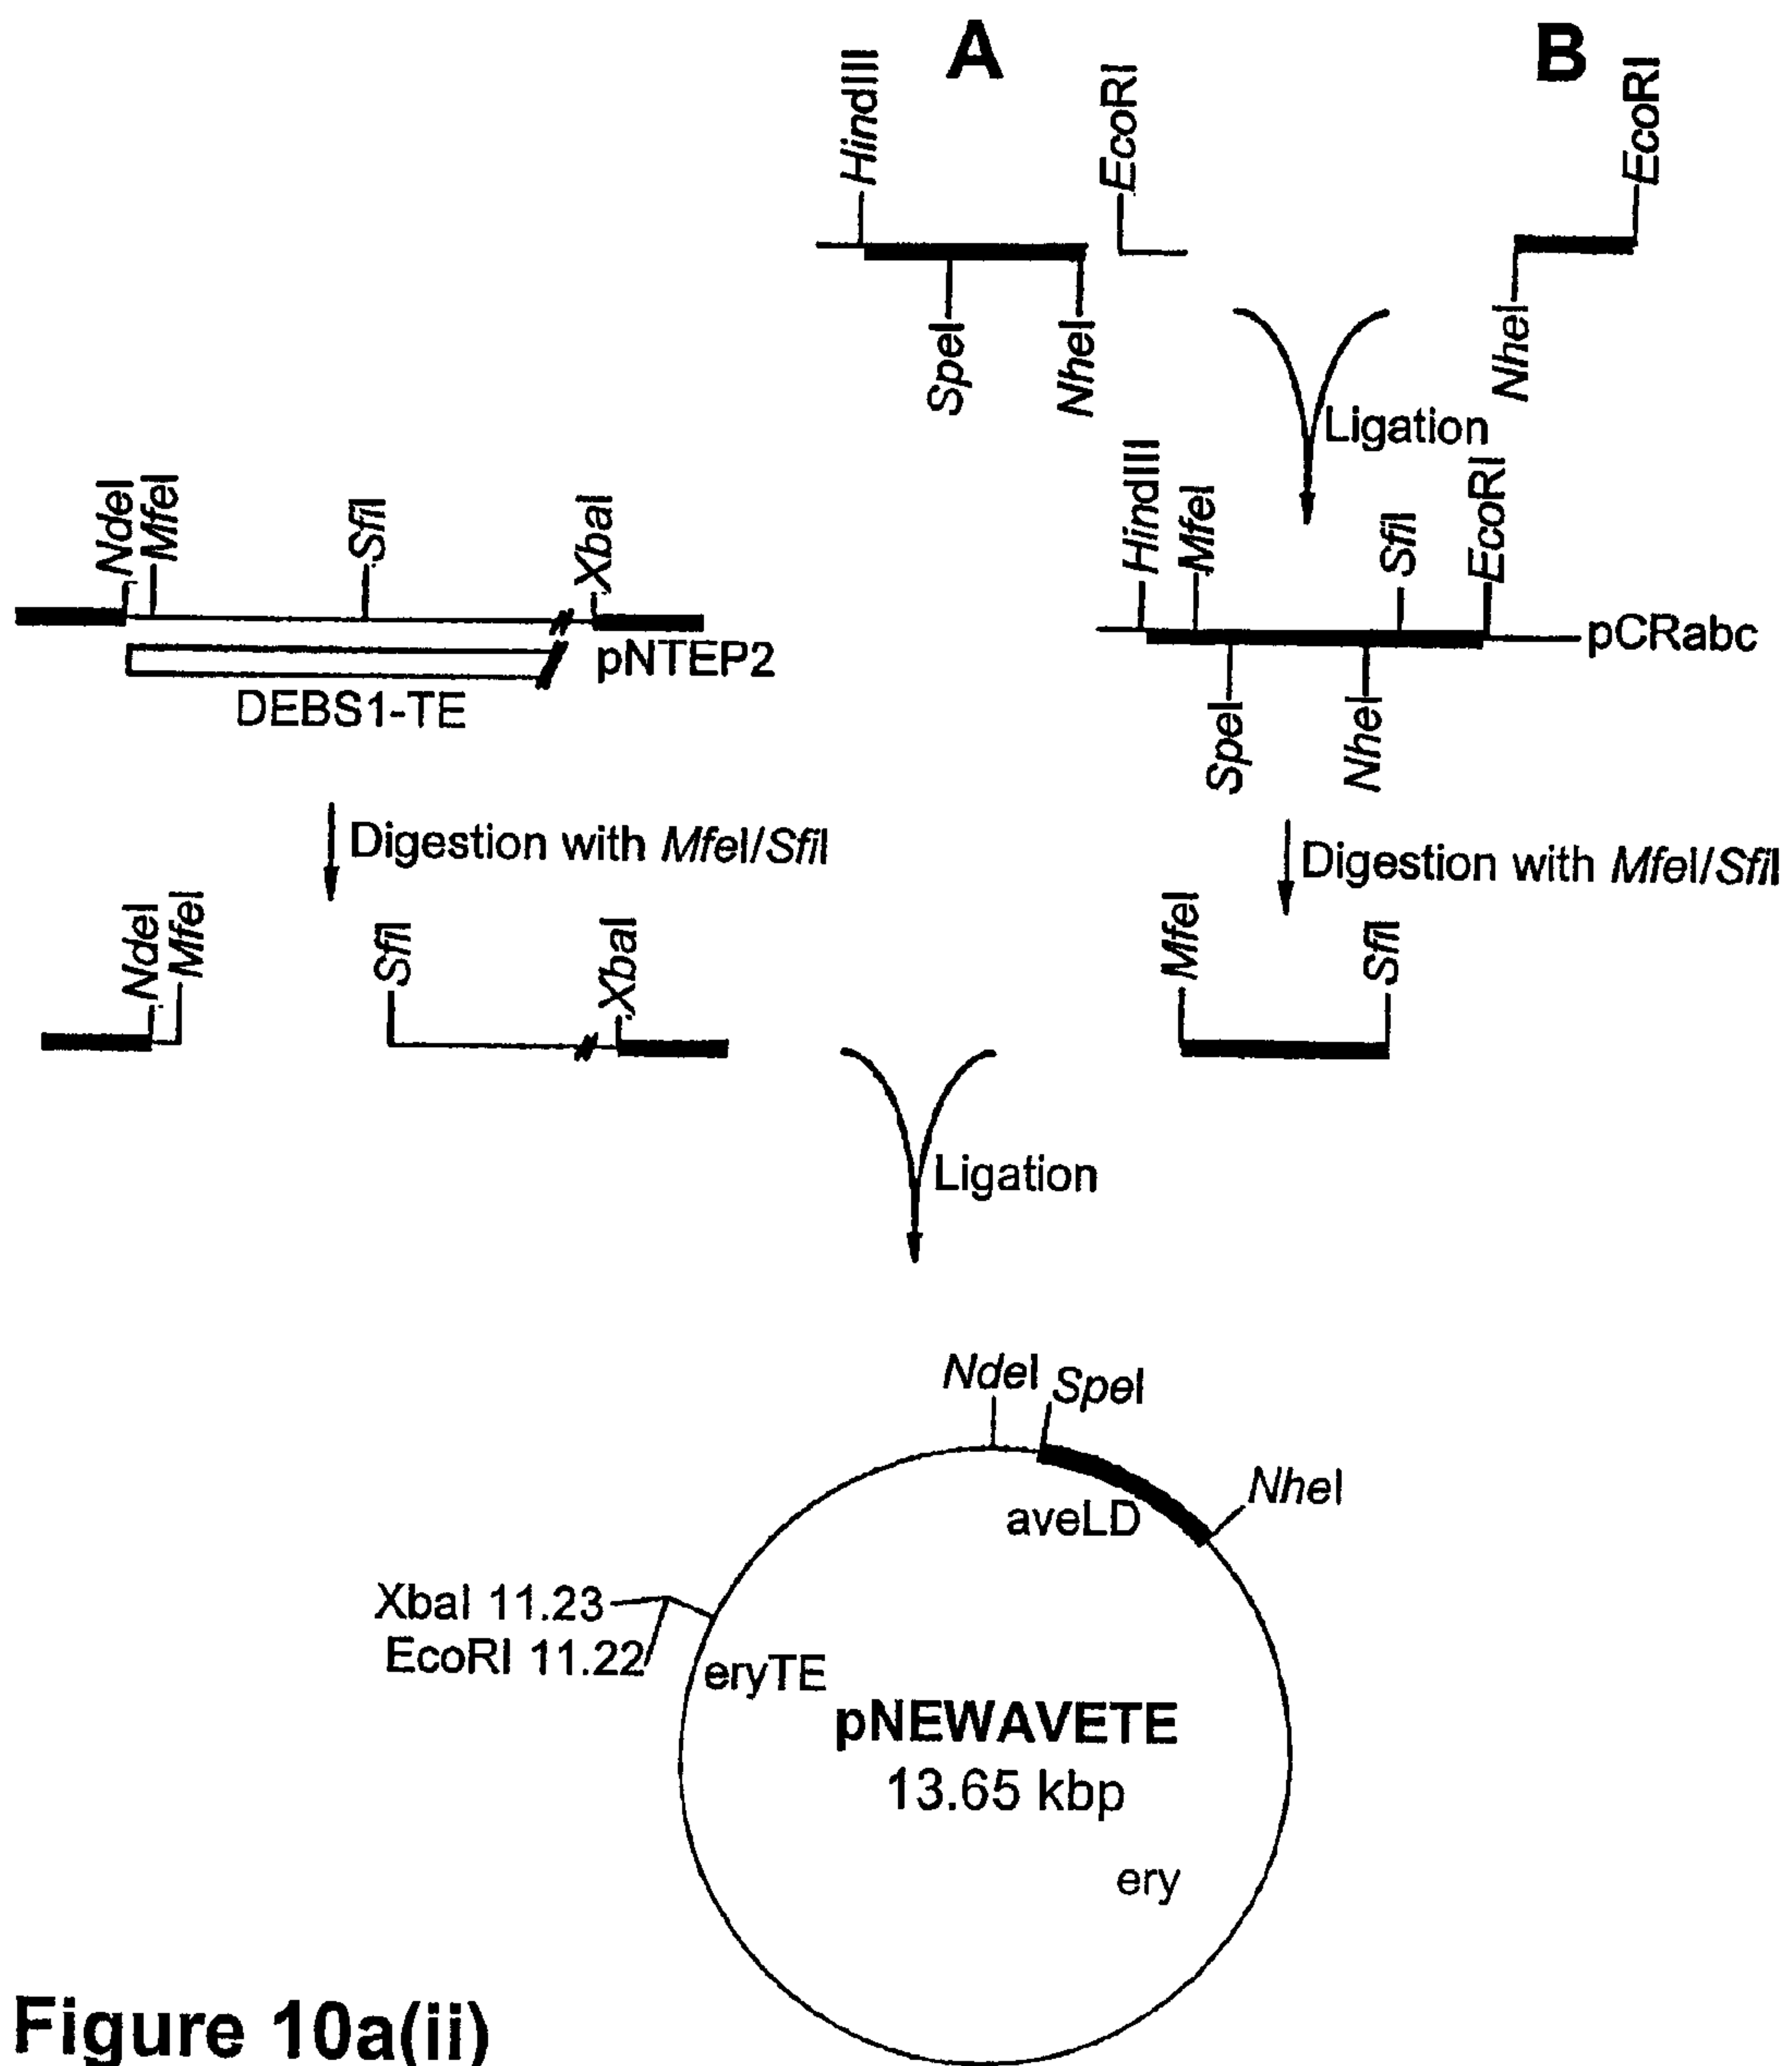 A
B
HindIII
EcoRI
EcoRI
SpeI
NheI
NheI
Ligation
NdeI
MfeI
SfiI
XbaI
HindIII
MfeI
SfiI
EcoRI
pNTEP2
pCRabc
DEBS1-TE
SpeI
NheI
Digestion with MfeI/SfiI
Digestion with MfeI/SfiI
NdeI
MfeI
SfiI
XbaI
MfeI
SfiI
Ligation
NdeI
SpeI
NheI
aveLD
XbaI 11.23
EcoRI 11.22
eryTE
pNEWAVETE
13.65 kbp
ery
Figure 10a(ii)